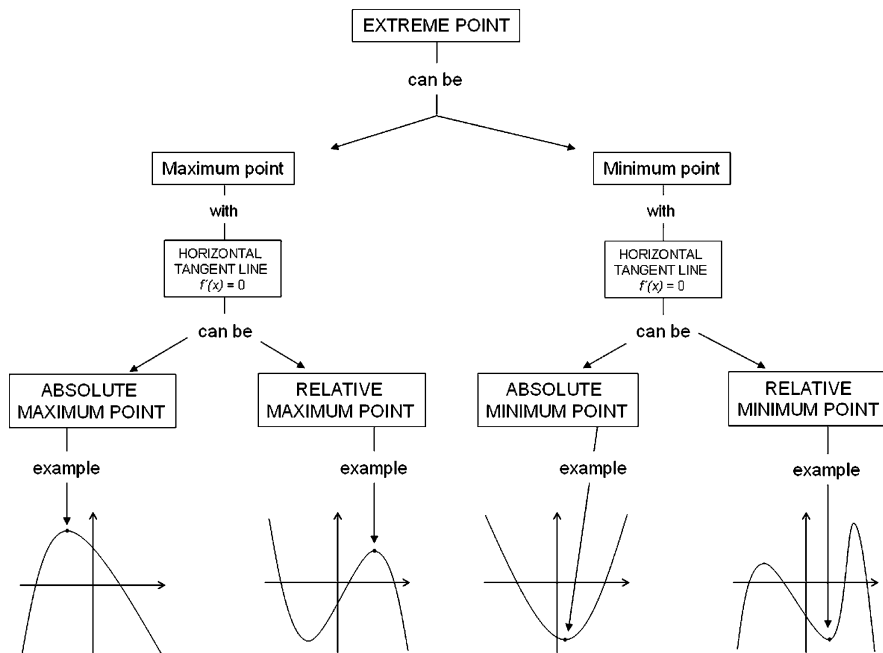 EXTREME POINT
can be
Maximum point
Minimum point
with
with
HORIZONTAL
TANGENT LINE
f´(x) = 0
HORIZONTAL
TANGENT LINE
f´(x) = 0
can be
can be
ABSOLUTE
MAXIMUM POINT
RELATIVE
MAXIMUM POINT
ABSOLUTE
MINIMUM POINT
RELATIVE
MINIMUM POINT
example
example
example
example